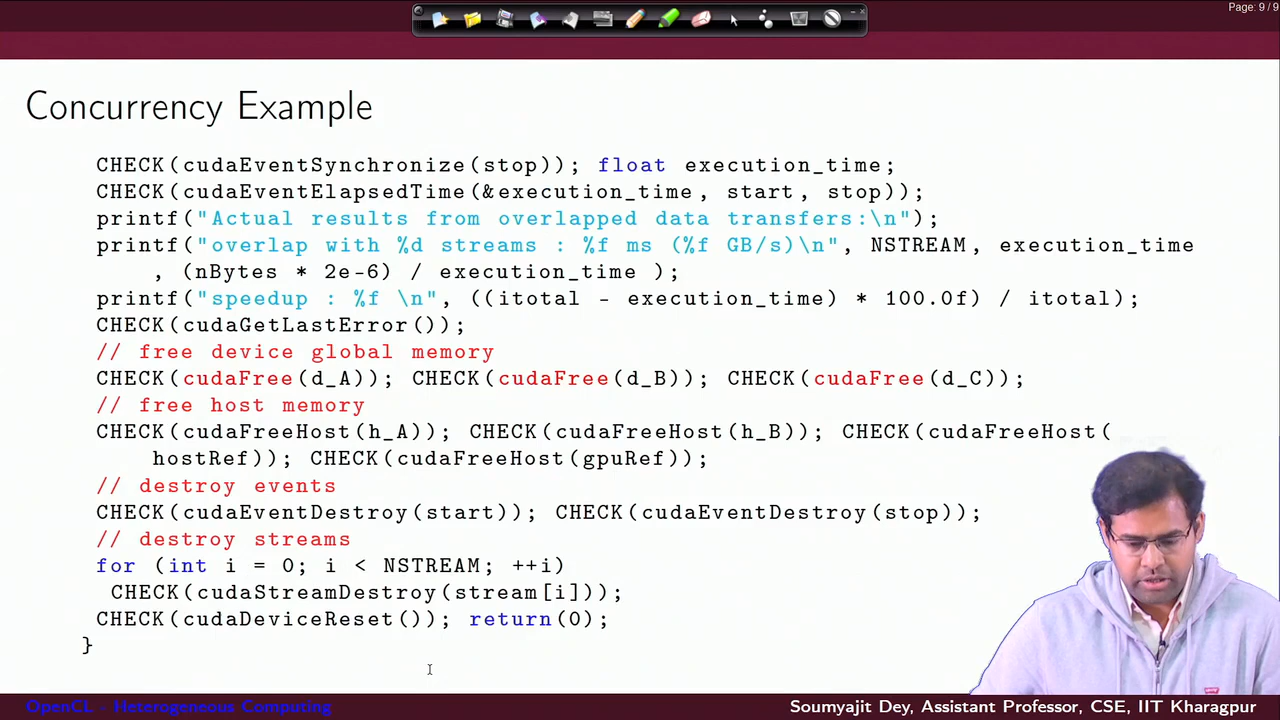 Page: 9 / 9
Concurrency Example
CHECK(cudaEventSynchronize(stop)); float execution_time;
CHECK(cudaEventElapsedTime(&execution_time, start, stop));
printf("Actual results from overlapped data transfers:\n");
printf("overlap with %d streams : %f ms (%f GB/s)\n", NSTREAM, execution_time
, (nBytes * 2e-6) / execution_time );
printf("speedup : %f \n", ((itotal - execution_time) * 100.0f) / itotal);
CHECK(cudaGetLastError());
// free device global memory
CHECK(cudaFree(d_A)); CHECK(cudaFree(d_B)); CHECK(cudaFree(d_C));
// free host memory
CHECK(cudaFreeHost(h_A)); CHECK(cudaFreeHost(h_B)); CHECK(cudaFreeHost(
hostRef)); CHECK(cudaFreeHost(gpuRef));
// destroy events
CHECK(cudaEventDestroy(start)); CHECK(cudaEventDestroy(stop));
// destroy streams
for (int i = 0; i < NSTREAM; ++i)
CHECK(cudaStreamDestroy(stream[i]));
CHECK(cudaDeviceReset()); return(0);
}
OpenCL - Heterogeneous Computing
Soumyajit Dey, Assistant Professor, CSE, IIT Kharagpur